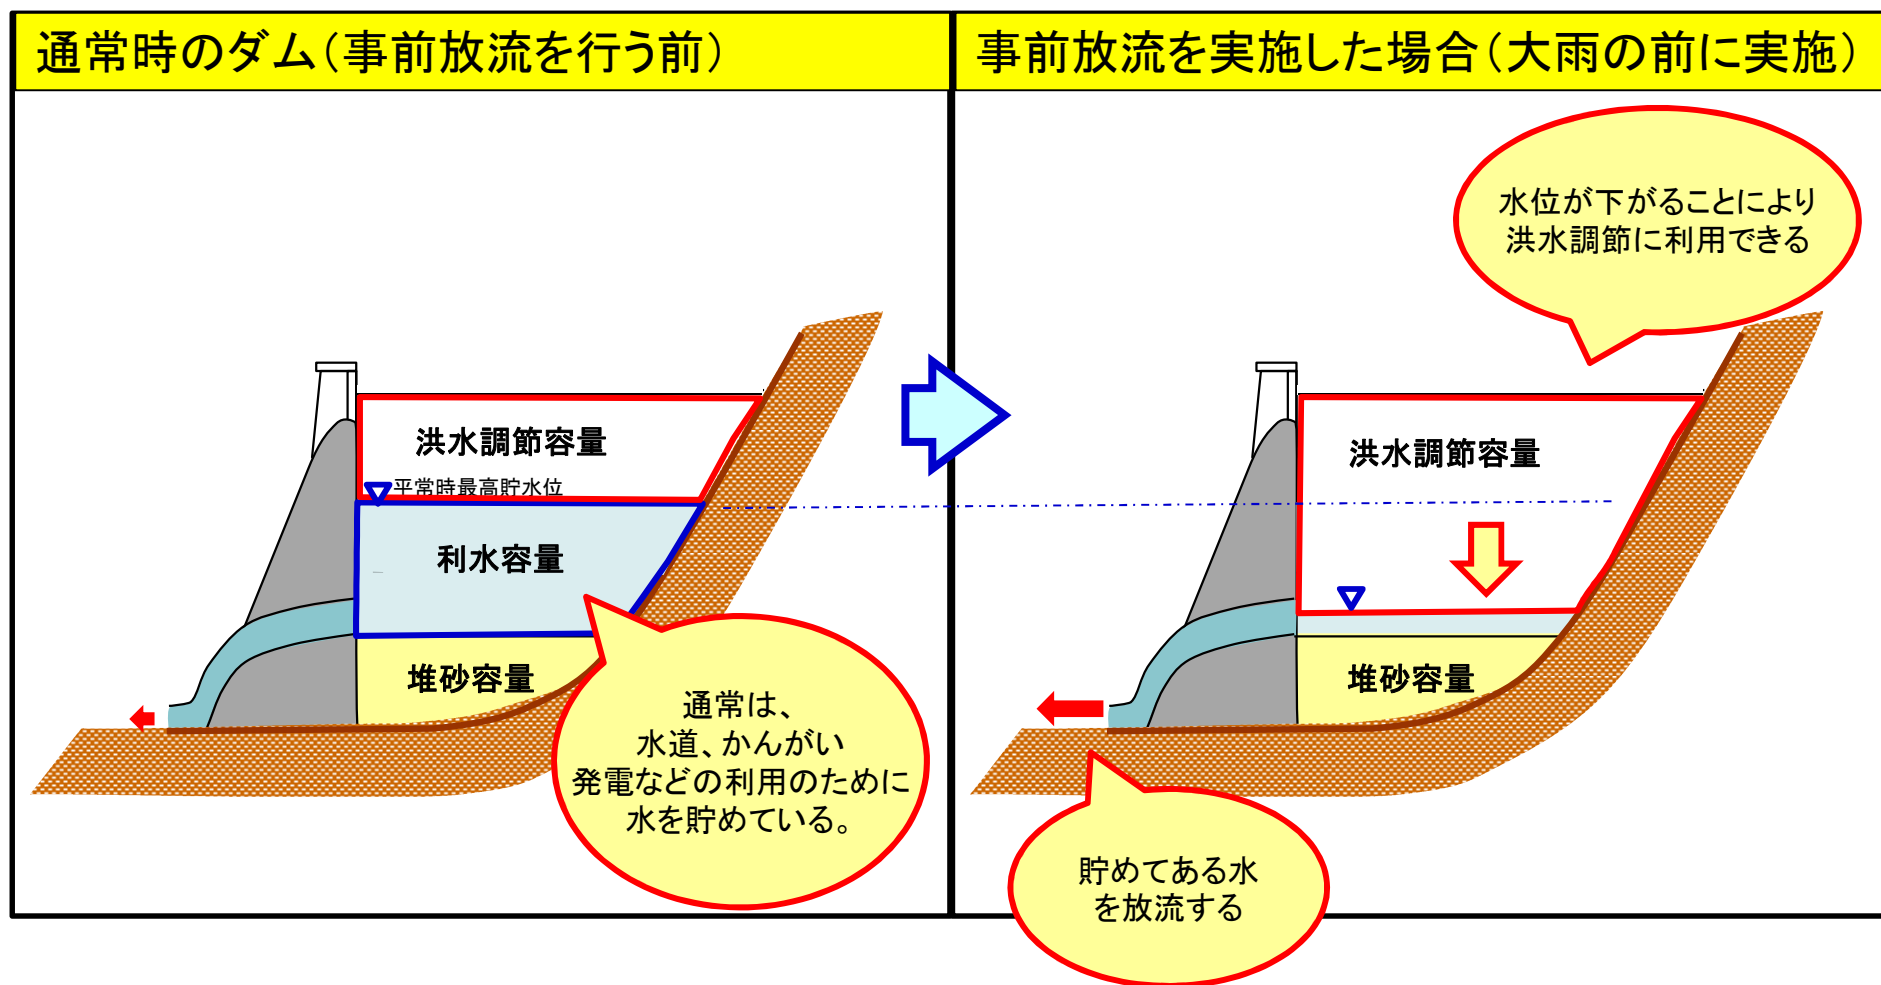 通常時のダム（事前放流を行う前）
洪水調節容量
平常時最高貯水位
利水容量
堆砂容量
通常は、
水道、かんがい
発電などの利用のために
水を貯めている。
事前放流を実施した場合（大雨の前に実施）
水位が下がることにより
洪水調節に利用できる
洪水調節容量
堆砂容量
貯めてある水
を放流する